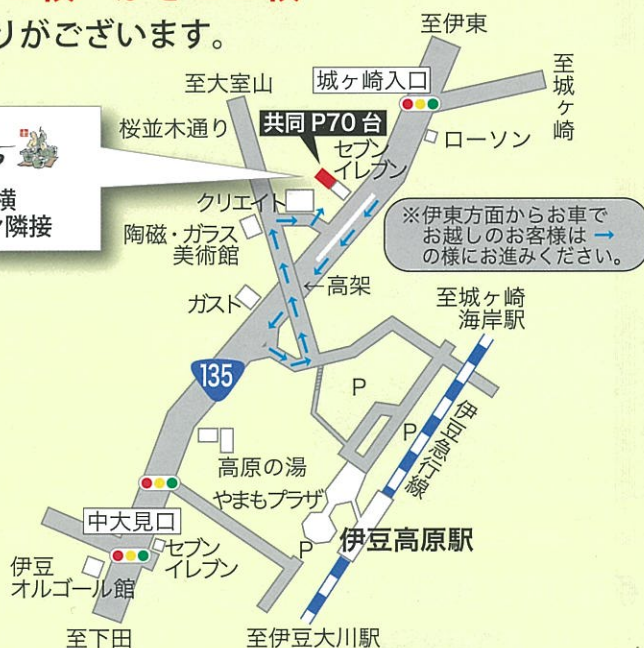 りがございます。
至伊東
至城ヶ崎
城ヶ崎入口
至大室山
桜並木通り
共同 P70 台
セブン
イレブン
ローソン
横
隣接
クリエイト
陶磁・ガラス
美術館
※伊東方面からお車で
お越しのお客様は →
の様にお進みください。
←高架
ガスト
至城ヶ崎
海岸駅
135
P
P
伊豆急行線
高原の湯
やまもプラザ
P
伊豆高原駅
中大見口
セブン
イレブン
伊豆
オルゴール館
至下田
至伊豆大川駅